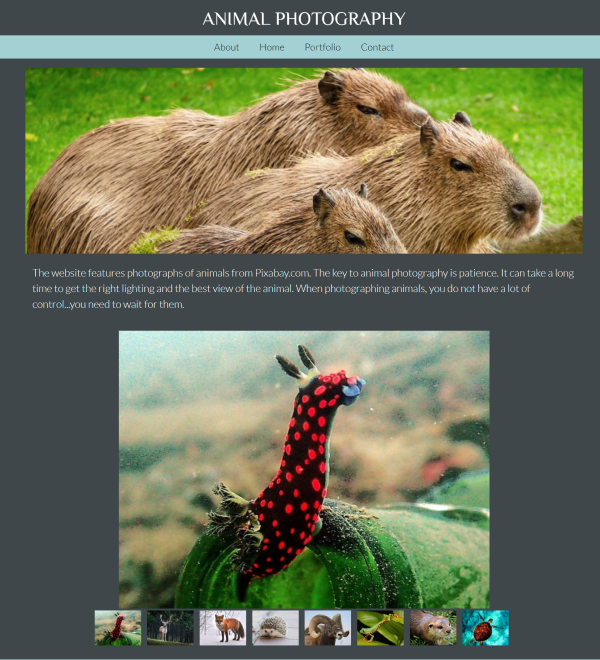 ANIMAL PHOTOGRAPHY
About Home Portfolio Contact
The website features photographs of animals from Pixabay.com. The key to animal photography is patience. It can take a long
time to get the right lighting and the best view of the animal. When photographing animals, you do not have a lot of
control...you need to wait for them.